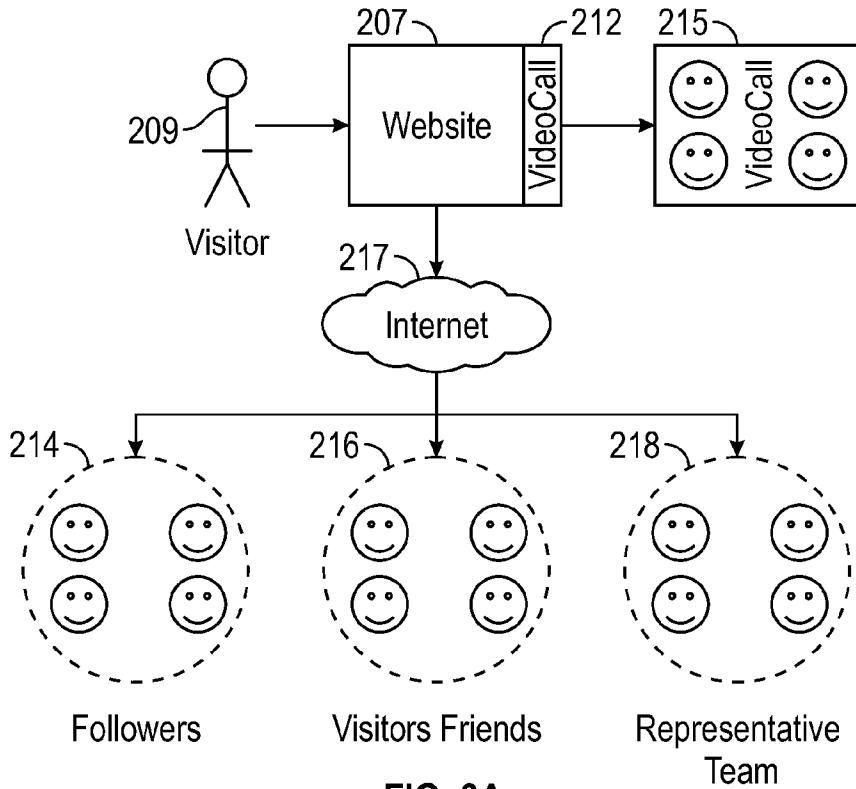 207
212
215
209
Website
VideoCall
VideoCall
Visitor
217
Internet
214
216
218
Followers
Visitors Friends
Representative
Team